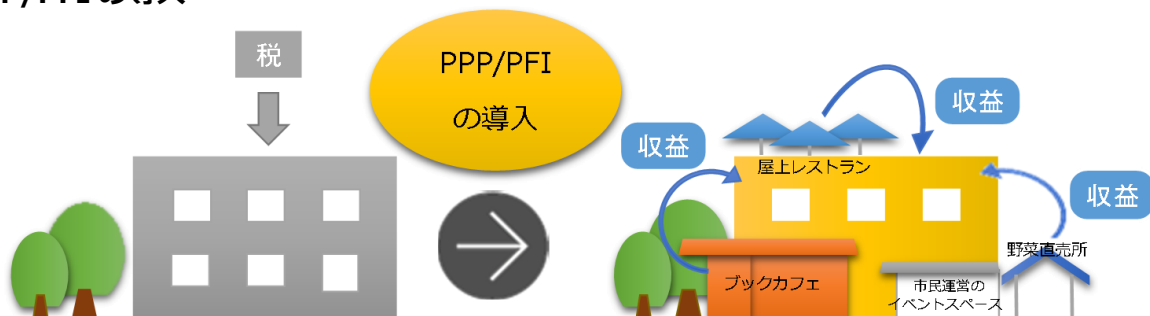 PPP/PFI
の導入
税
収益
収益
屋上レストラン
収益
野菜直売所
ブックカフェ
市民運営の
イベントスペース